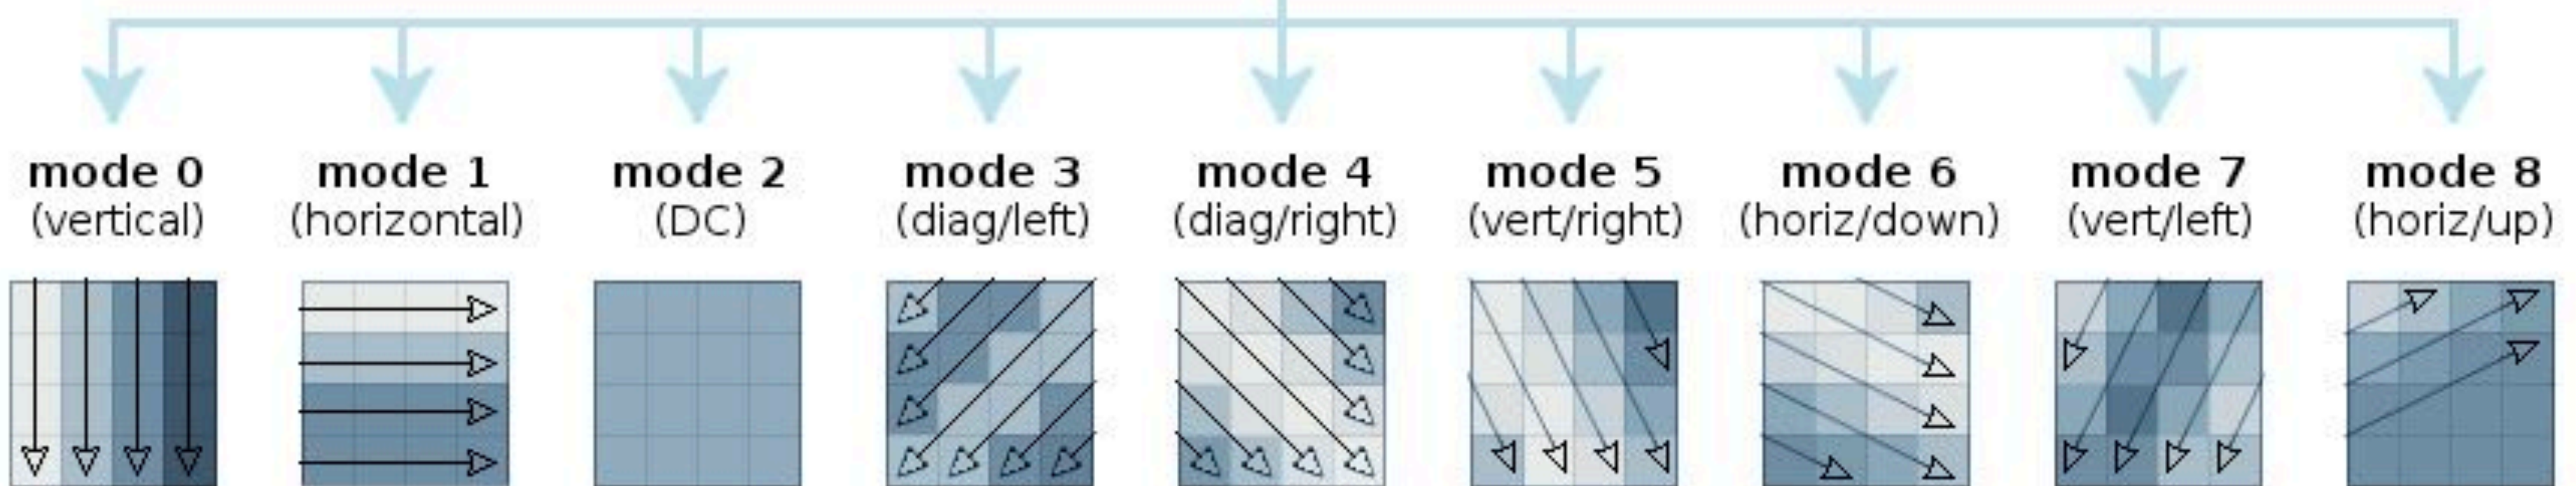 mode 0 mode 1 mode 2 mode 3 mode 4 mode 5 mode 6 mode 7 mode 8
(vertical) (horizontal) (DC) (diag/left) (diag/right) (vert/right) (horiz/down) (vert/left) (horiz/up)